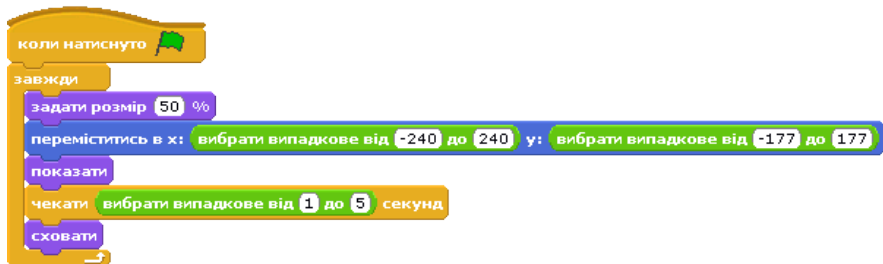 коли натиснуто
завжди
задати розмір 50 %
переміститись в x: вибрати випадкове від -240 до 240 y: вибрати випадкове від -177 до 177
показати
чекати вибрати випадкове від 1 до 5 секунд
сховати